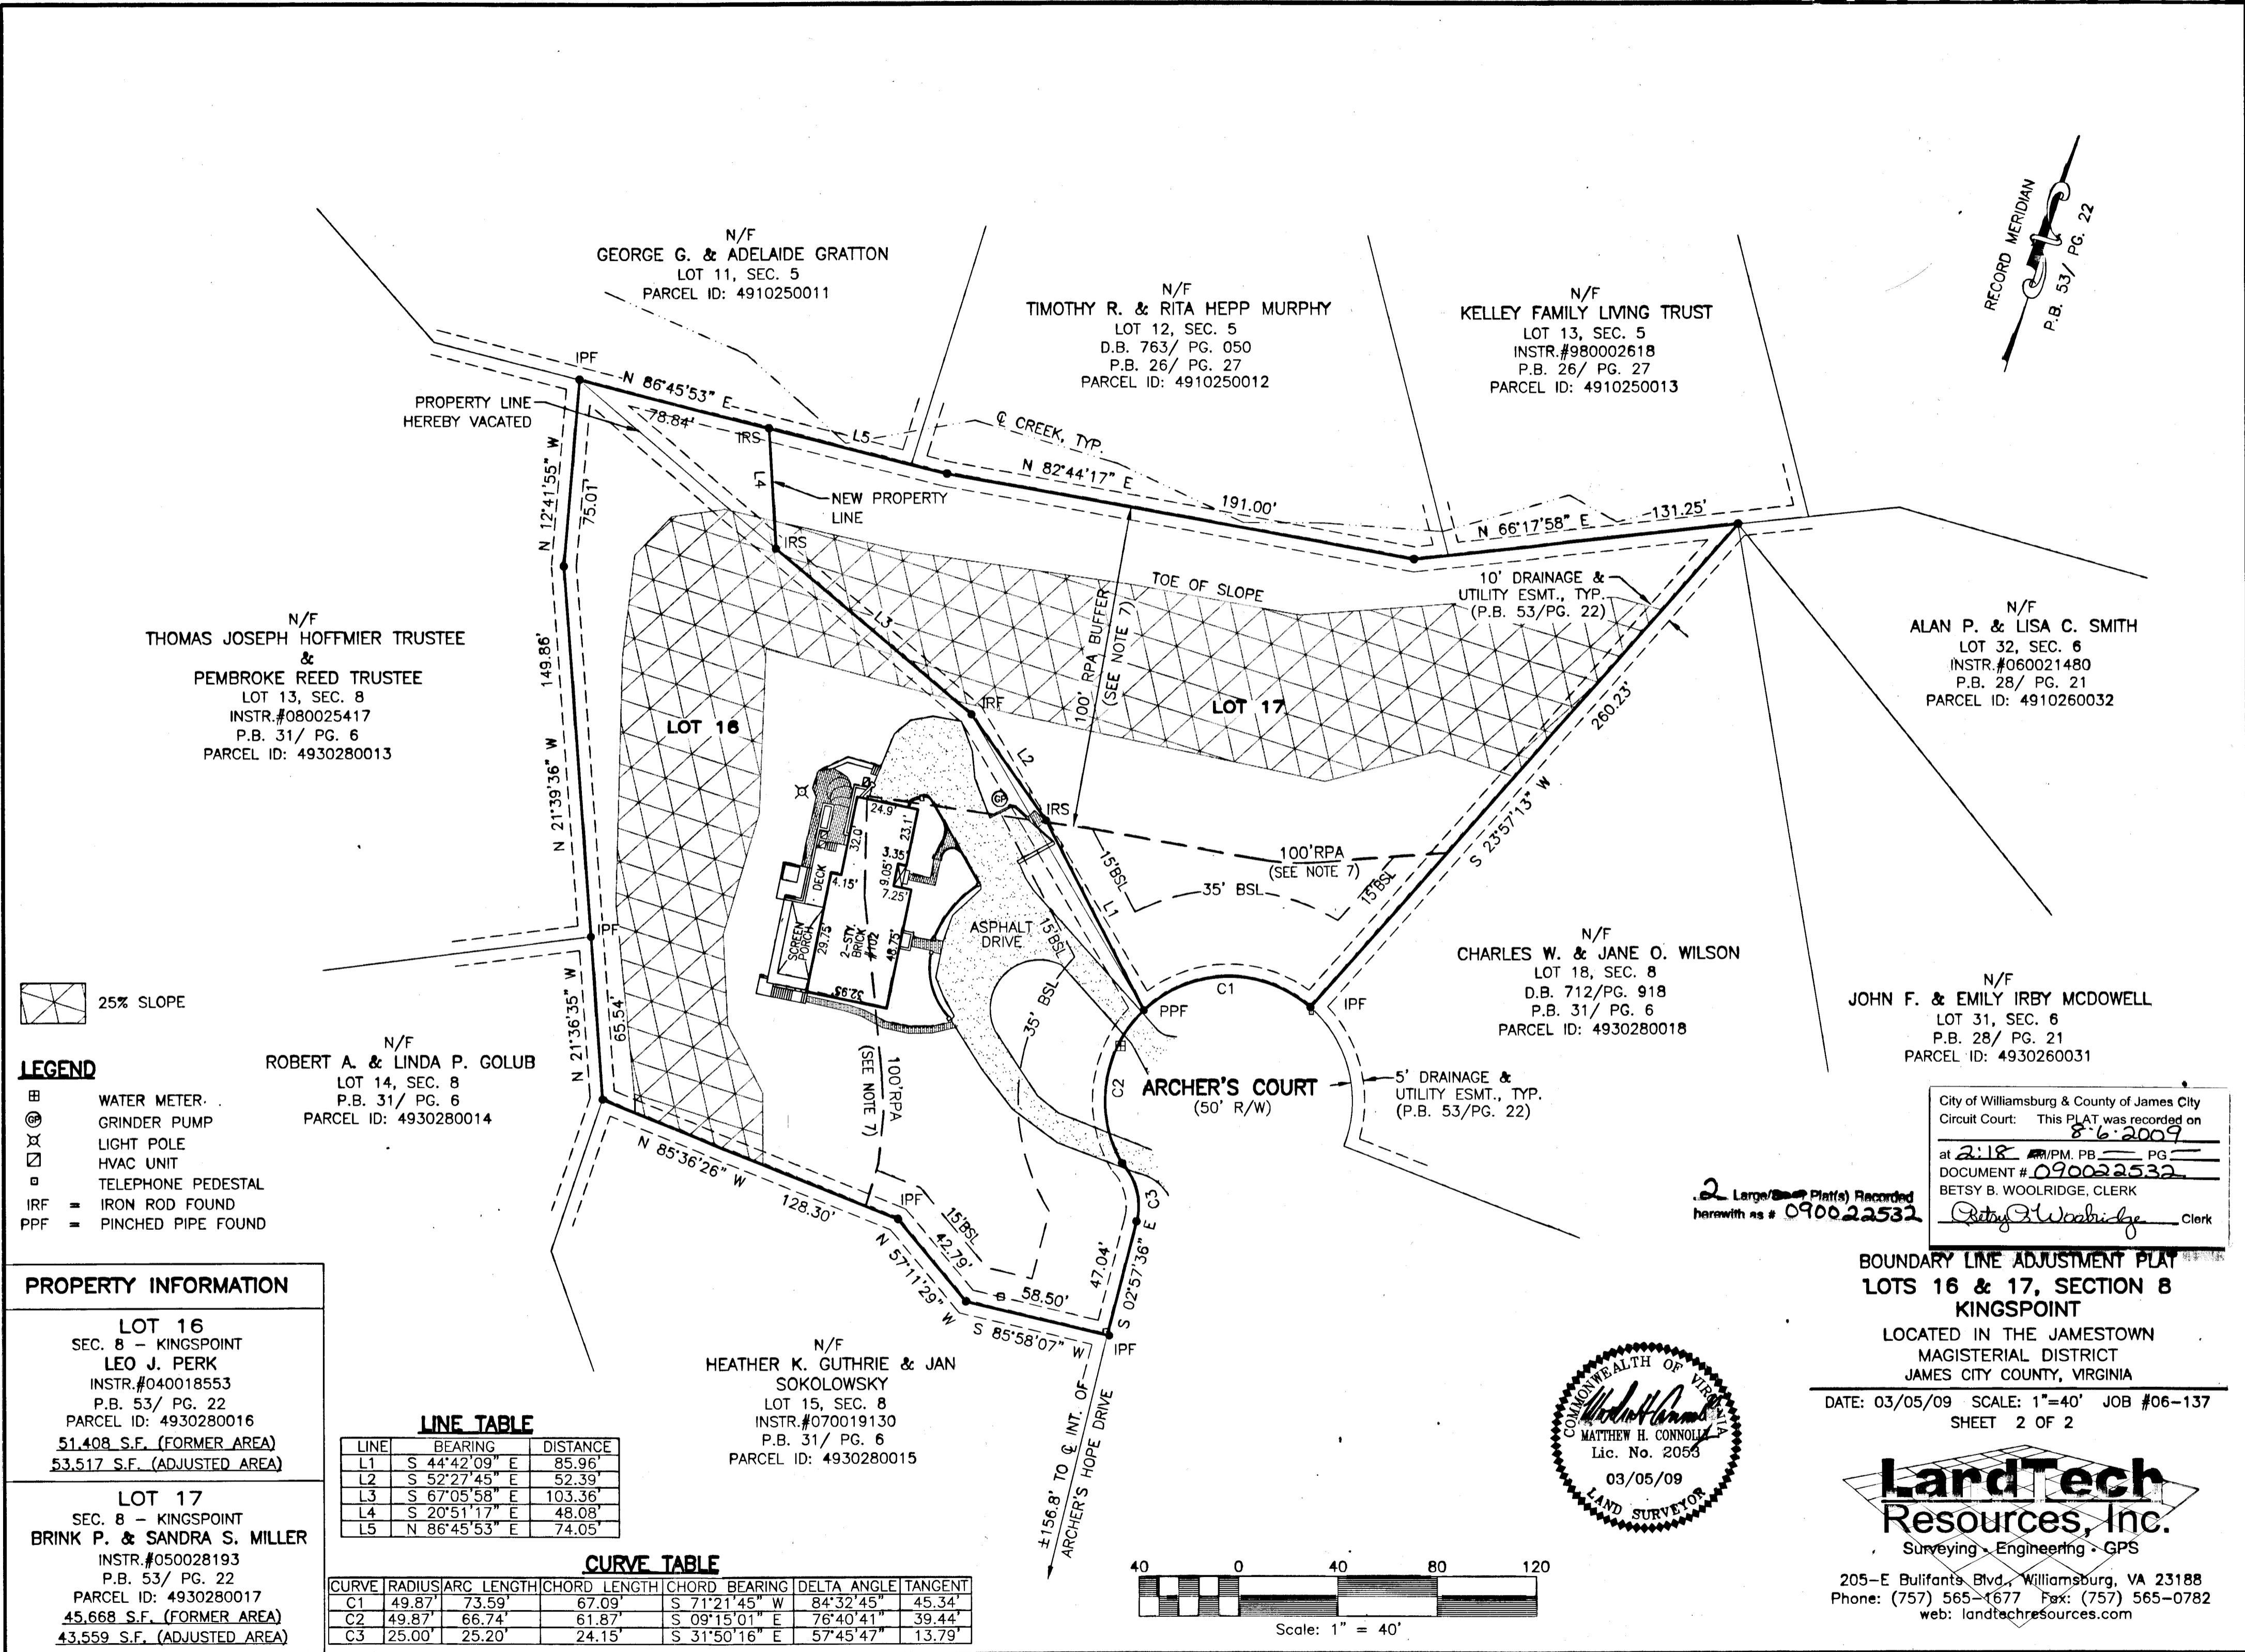 RECORD MERIDIAN
P.B. 53/ PG. 22
N/F
GEORGE G. & ADELAIDE GRATTON
LOT 11, SEC. 5
PARCEL ID: 4910250011
N/F
TIMOTHY R. & RITA HEPP MURPHY
LOT 12, SEC. 5
D.B. 763/ PG. 050
P.B. 26/ PG. 27
PARCEL ID: 4910250012
N/F
KELLEY FAMILY LIVING TRUST
LOT 13, SEC. 5
INSTR.#980002618
P.B. 26/ PG. 27
PARCEL ID: 4910250013
IPF
N 86°45'53" E
78.84'
PROPERTY LINE
HEREBY VACATED
IRS
L5
℄ CREEK, TYP.
N 82°44'17" E
191.00'
N 66°17'58" E
131.25'
L4
NEW PROPERTY
LINE
IRS
N 12°41'55" W
75.01'
TOE OF SLOPE
10' DRAINAGE &
UTILITY ESMT., TYP.
(P.B. 53/PG. 22)
100' RPA BUFFER
(SEE NOTE 7)
L3
N/F
THOMAS JOSEPH HOFFMIER TRUSTEE
&
PEMBROKE REED TRUSTEE
LOT 13, SEC. 8
INSTR.#080025417
P.B. 31/ PG. 6
PARCEL ID: 4930280013
149.86'
N 21°39'36" W
N/F
ALAN P. & LISA C. SMITH
LOT 32, SEC. 6
INSTR.#060021480
P.B. 28/ PG. 21
PARCEL ID: 4910260032
LOT 16
IRF
LOT 17
260.23'
S 23°57'13" W
L2
GP
IRS
24.9'
23.1'
32.0'
3.35'
9.05'
4.15'
7.25'
DECK
SCREEN
PORCH
29.75'
2-STY.
BRICK
#102
48.75'
32.95'
15'BSL
100'RPA
(SEE NOTE 7)
35' BSL
15'BSL
L1
ASPHALT
DRIVE
15'BSL
35' BSL
IPF
C1
PPF
IPF
N/F
CHARLES W. & JANE O. WILSON
LOT 18, SEC. 8
D.B. 712/PG. 918
P.B. 31/ PG. 6
PARCEL ID: 4930280018
N/F
JOHN F. & EMILY IRBY MCDOWELL
LOT 31, SEC. 6
P.B. 28/ PG. 21
PARCEL ID: 4930260031
25% SLOPE
N 21°36'35" W
65.54'
N/F
ROBERT A. & LINDA P. GOLUB
LOT 14, SEC. 8
P.B. 31/ PG. 6
PARCEL ID: 4930280014
LEGEND
WATER METER
GP GRINDER PUMP
LIGHT POLE
HVAC UNIT
TELEPHONE PEDESTAL
IRF = IRON ROD FOUND
PPF = PINCHED PIPE FOUND
100'RPA
(SEE NOTE 7)
C2
ARCHER'S COURT
(50' R/W)
5' DRAINAGE &
UTILITY ESMT., TYP.
(P.B. 53/PG. 22)
N 85°36'26" W
128.30'
IPF
15'BSL
42.79'
N 57°11'29" W
C3
47.04'
S 02°57'36" E
58.50'
S 85°58'07" W
IPF
±156.8' TO ℄ INT. OF
ARCHER'S HOPE DRIVE
N/F
HEATHER K. GUTHRIE & JAN
SOKOLOWSKY
LOT 15, SEC. 8
INSTR.#070019130
P.B. 31/ PG. 6
PARCEL ID: 4930280015
City of Williamsburg & County of James City
Circuit Court: This PLAT was recorded on
8·6·2009
at 2:18 AM/PM. PB PG
DOCUMENT # 090022532
BETSY B. WOOLRIDGE, CLERK
Betsy B Woolridge Clerk
2 Large/Small Plat(s) Recorded
herewith as # 090022532
PROPERTY INFORMATION
LOT 16
SEC. 8 - KINGSPOINT
LEO J. PERK
INSTR.#040018553
P.B. 53/ PG. 22
PARCEL ID: 4930280016
51,408 S.F. (FORMER AREA)
53,517 S.F. (ADJUSTED AREA)
LOT 17
SEC. 8 - KINGSPOINT
BRINK P. & SANDRA S. MILLER
INSTR.#050028193
P.B. 53/ PG. 22
PARCEL ID: 4930280017
45,668 S.F. (FORMER AREA)
43,559 S.F. (ADJUSTED AREA)
LINE TABLE
LINE BEARING DISTANCE
L1 S 44°42'09" E 85.96'
L2 S 52°27'45" E 52.39'
L3 S 67°05'58" E 103.36'
L4 S 20°51'17" E 48.08'
L5 N 86°45'53" E 74.05'
CURVE TABLE
CURVE RADIUS ARC LENGTH CHORD LENGTH CHORD BEARING DELTA ANGLE TANGENT
C1 49.87' 73.59' 67.09' S 71°21'45" W 84°32'45" 45.34'
C2 49.87' 66.74' 61.87' S 09°15'01" E 76°40'41" 39.44'
C3 25.00' 25.20' 24.15' S 31°50'16" E 57°45'47" 13.79'
40 0 40 80 120
Scale: 1" = 40'
COMMONWEALTH OF VIRGINIA
MATTHEW H. CONNOLLY
Lic. No. 2053
03/05/09
LAND SURVEYOR
BOUNDARY LINE ADJUSTMENT PLAT
LOTS 16 & 17, SECTION 8
KINGSPOINT
LOCATED IN THE JAMESTOWN
MAGISTERIAL DISTRICT
JAMES CITY COUNTY, VIRGINIA
DATE: 03/05/09 SCALE: 1"=40' JOB #06-137
SHEET 2 OF 2
LandTech
Resources, Inc.
Surveying • Engineering • GPS
205-E Bulifants Blvd., Williamsburg, VA 23188
Phone: (757) 565-1677 Fax: (757) 565-0782
web: landtechresources.com